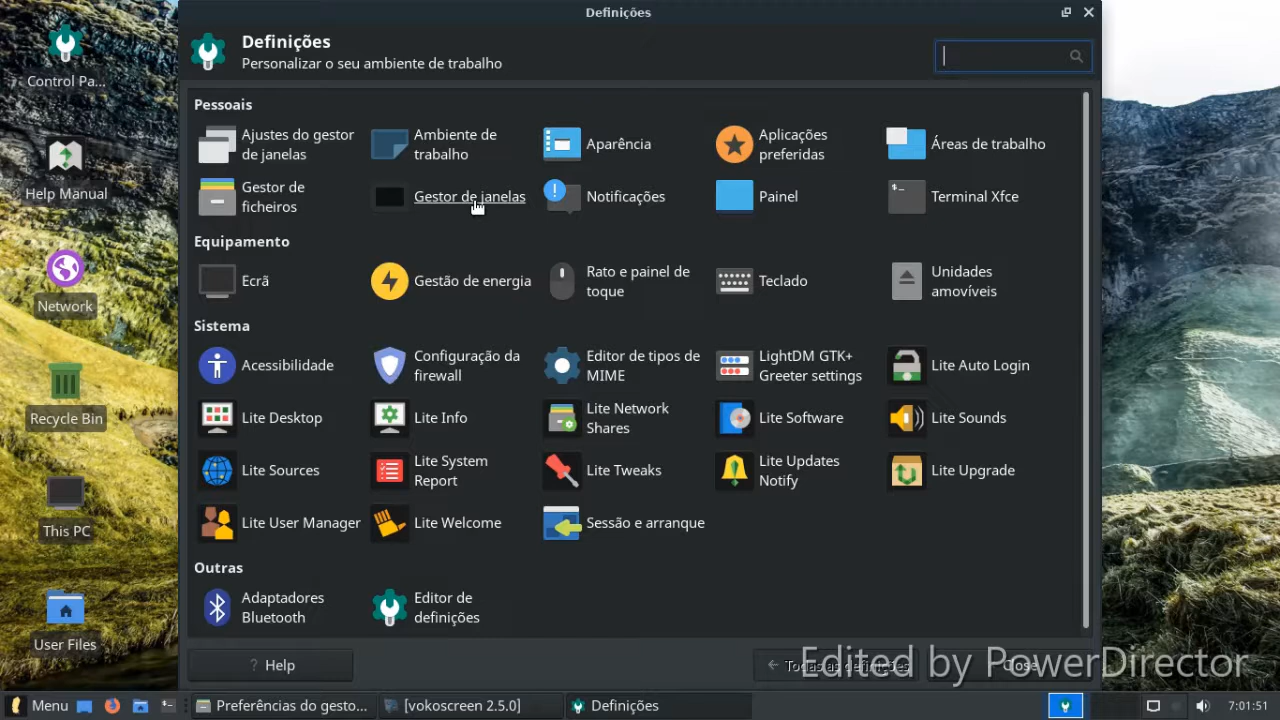 Definições
Definições
Personalizar o seu ambiente de trabalho
Control Pa...
Help Manual
Network
Recycle Bin
This PC
User Files
Pessoais
Ajustes do gestor
de janelas
Ambiente de
trabalho
Aparência
Aplicações
preferidas
Áreas de trabalho
Gestor de
ficheiros
Gestor de janelas
Notificações
Painel
Terminal Xfce
Equipamento
Ecrã
Gestão de energia
Rato e painel de
toque
Teclado
Unidades
amovíveis
Sistema
Acessibilidade
Configuração da
firewall
Editor de tipos de
MIME
LightDM GTK+
Greeter settings
Lite Auto Login
Lite Desktop
Lite Info
Lite Network
Shares
Lite Software
Lite Sounds
Lite Sources
Lite System
Report
Lite Tweaks
Lite Updates
Notify
Lite Upgrade
Lite User Manager
Lite Welcome
Sessão e arranque
Outras
Adaptadores
Bluetooth
Editor de
definições
? Help
Todas as definições
Close
Edited by PowerDirector
Menu
Preferências do gesto...
[vokoscreen 2.5.0]
Definições
7:01:51